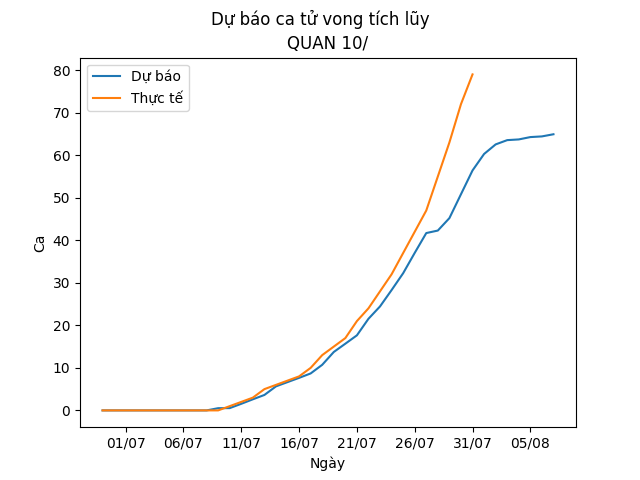 Dự báo ca tử vong tích lũy
QUAN 10/
Dự báo
Thực tế
80
70
60
50
40
30
20
10
0
Ca
01/07 06/07 11/07 16/07 21/07 26/07 31/07 05/08
Ngày